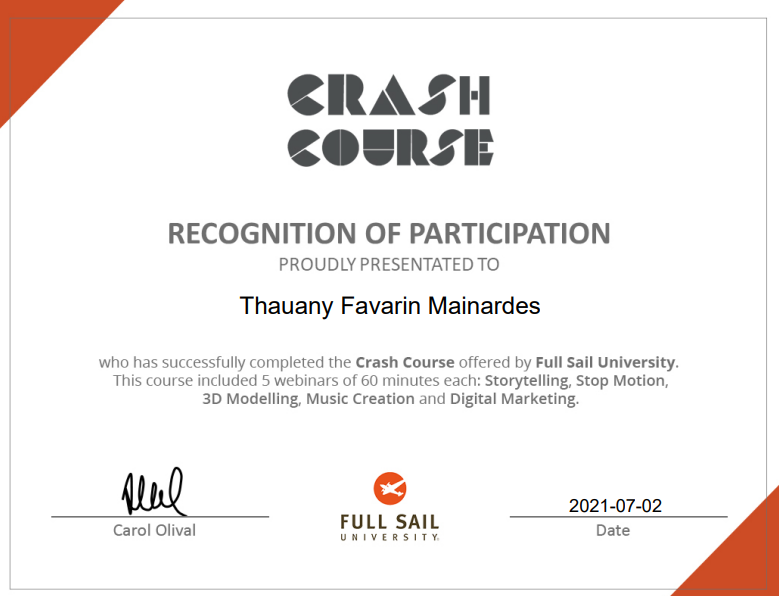 CRASH
COURSE
RECOGNITION OF PARTICIPATION
PROUDLY PRESENTATED TO
Thauany Favarin Mainardes
who has successfully completed the Crash Course offered by Full Sail University.
This course included 5 webinars of 60 minutes each: Storytelling, Stop Motion,
3D Modelling, Music Creation and Digital Marketing.
Carol Olival
FULL SAIL
UNIVERSITY.
2021-07-02
Date